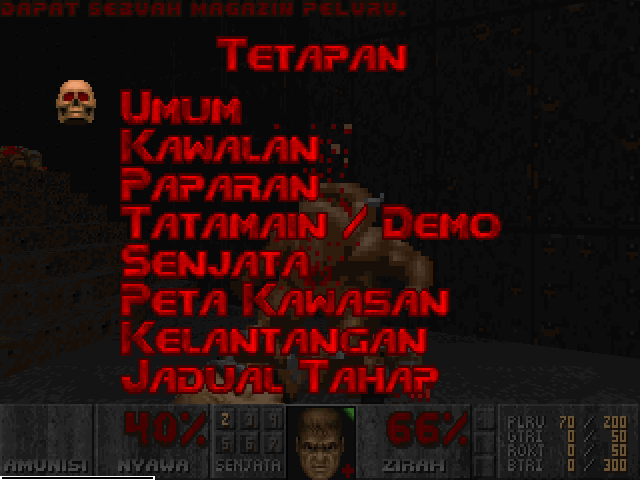 DAPAT SEBUAH MAGAZIN PELURU.
TETAPAN
UMUM
KAWALAN
PAPARAN
TATAMAIN / DEMO
SENJATA
PETA KAWASAN
KELANTANGAN
JADUAL TAHAP
40% 66%
2 3 4
5 6 7
PLRU 70 / 200
GTRI 0 / 50
ROKT 0 / 50
BTRI 0 / 300
AMUNISI NYAWA SENJATA ZIRAH